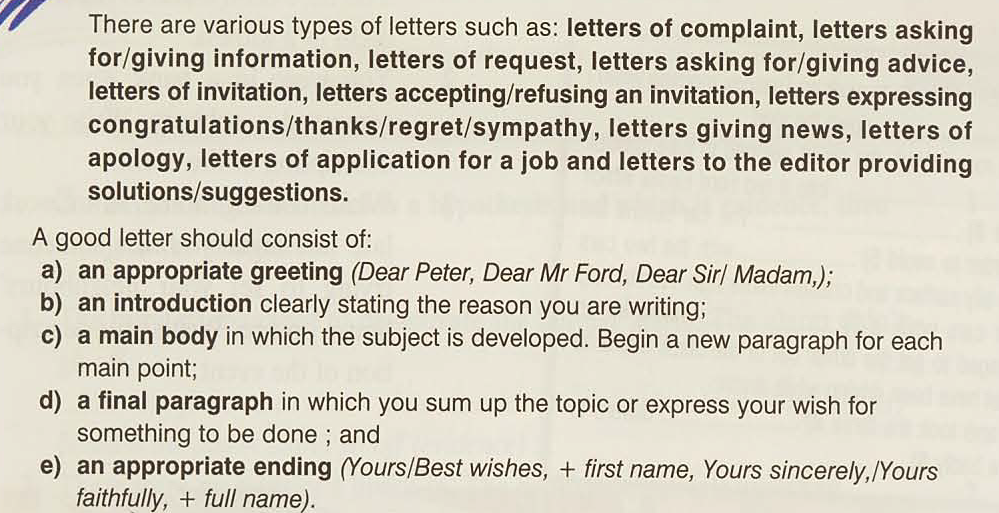 There are various types of letters such as: letters of complaint, letters asking
for/giving information, letters of request, letters asking for/giving advice,
letters of invitation, letters accepting/refusing an invitation, letters expressing
congratulations/thanks/regret/sympathy, letters giving news, letters of
apology, letters of application for a job and letters to the editor providing
solutions/suggestions.
A good letter should consist of:
a) an appropriate greeting (Dear Peter, Dear Mr Ford, Dear Sir/ Madam,);
b) an introduction clearly stating the reason you are writing;
c) a main body in which the subject is developed. Begin a new paragraph for each
main point;
d) a final paragraph in which you sum up the topic or express your wish for
something to be done ; and
e) an appropriate ending (Yours/Best wishes, + first name, Yours sincerely,/Yours
faithfully, + full name).